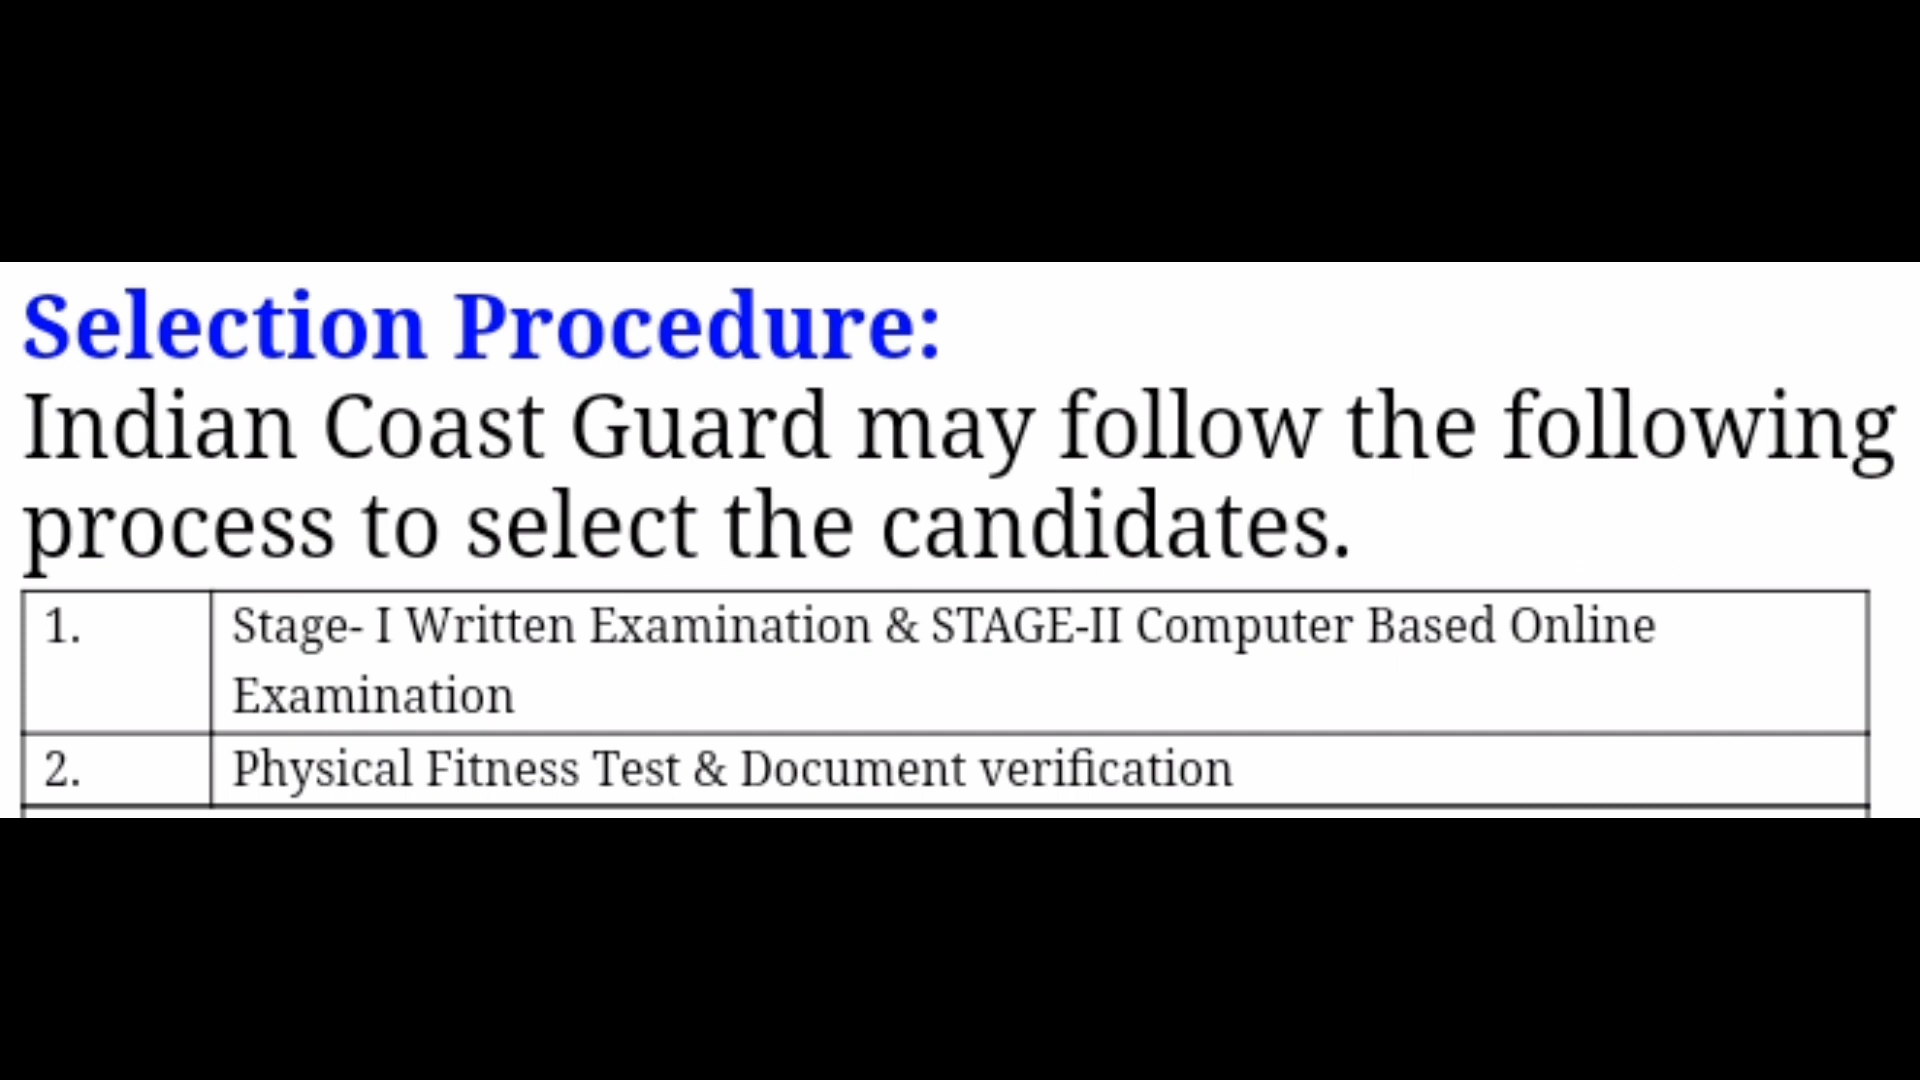 Selection Procedure:
Indian Coast Guard may follow the following
process to select the candidates.
1. Stage- I Written Examination & STAGE-II Computer Based Online
Examination
2. Physical Fitness Test & Document verification